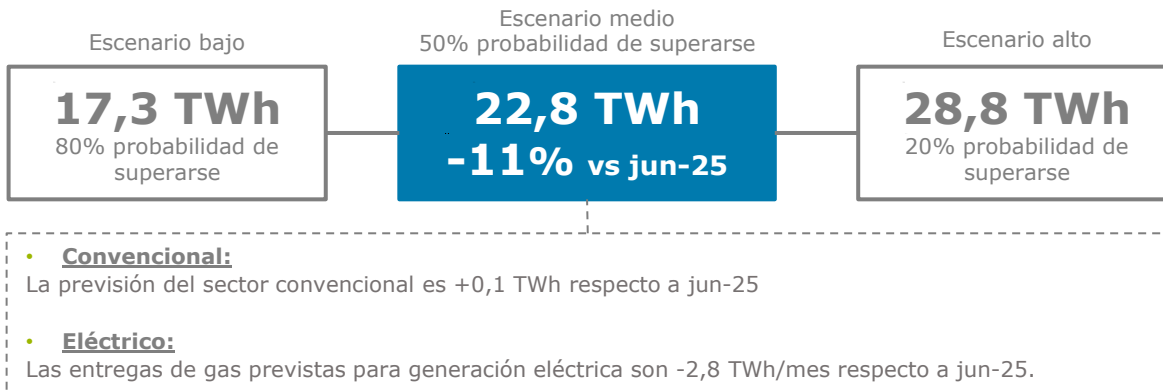 Escenario bajo
17,3 TWh
80% probabilidad de
superarse
Escenario medio
50% probabilidad de superarse
22,8 TWh
-11% vs jun-25
Escenario alto
28,8 TWh
20% probabilidad de
superarse
• Convencional:
La previsión del sector convencional es +0,1 TWh respecto a jun-25
• Eléctrico:
Las entregas de gas previstas para generación eléctrica son -2,8 TWh/mes respecto a jun-25.